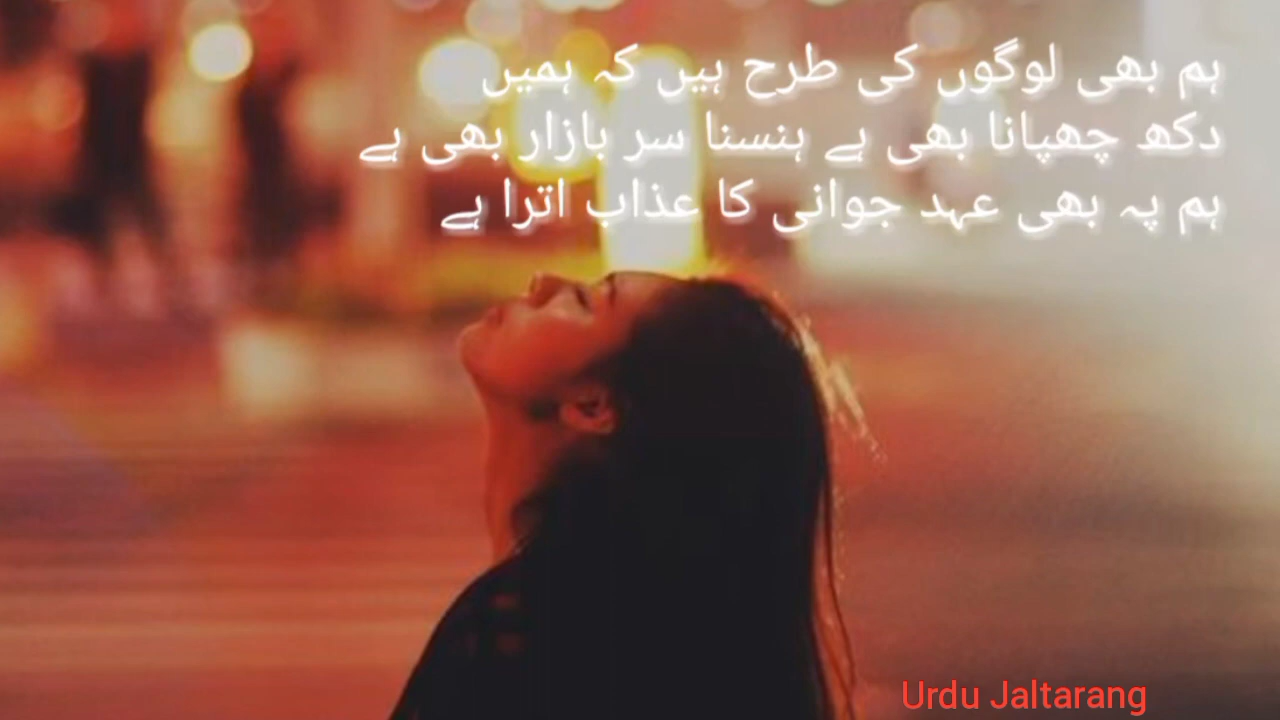 ہم بھی لوگوں کی طرح ہیں کہ ہمیں
دکھ چھپانا بھی ہے ہنسنا سر بازار بھی ہے
ہم پہ بھی عہد جوانی کا عذاب اترا ہے
Urdu Jaltarang